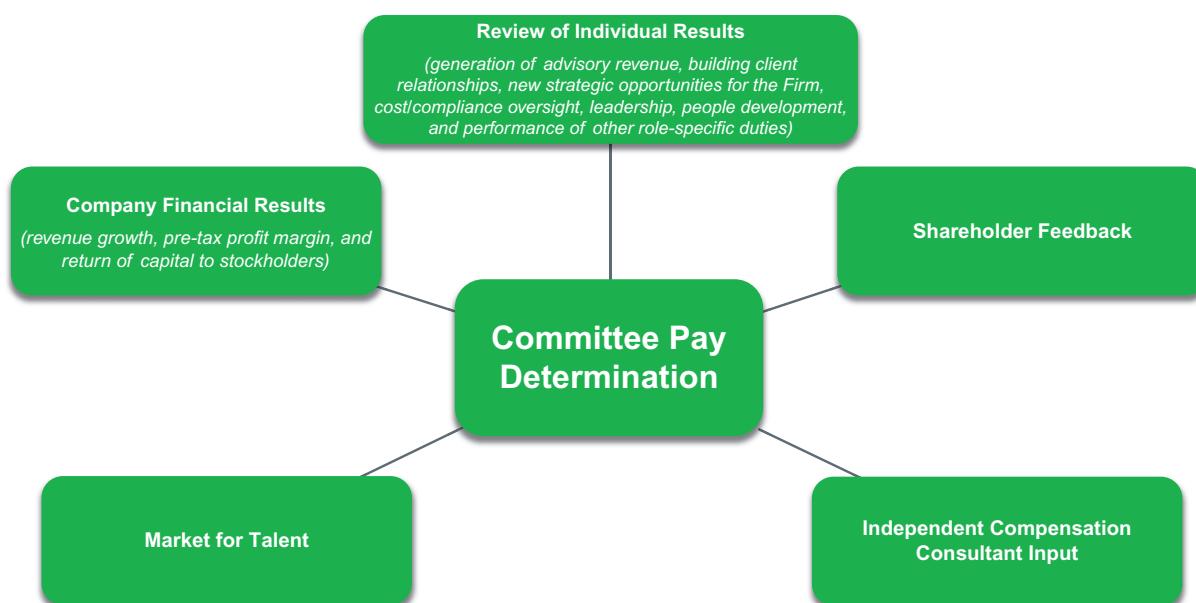 Review of Individual Results
(generation of advisory revenue, building client
relationships, new strategic opportunities for the Firm,
cost/compliance oversight, leadership, people development,
and performance of other role-specific duties)
Company Financial Results
(revenue growth, pre-tax profit margin, and
return of capital to stockholders)
Shareholder Feedback
Committee Pay
Determination
Market for Talent
Independent Compensation
Consultant Input